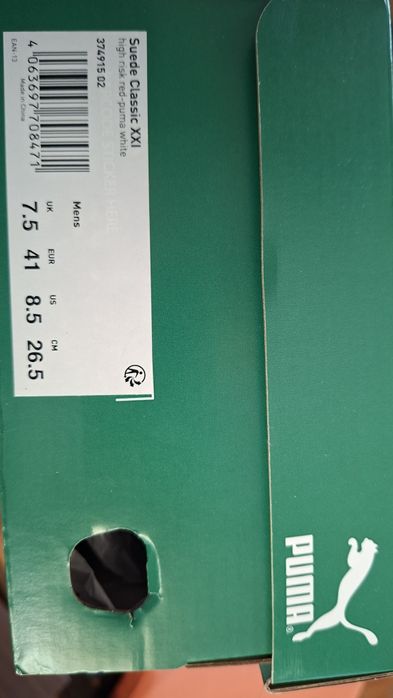 Suede Classic XXI
high risk red-puma white
374915 02
4 063697 708471
EAN-13
Made in China
Mens
UK EUR US CM
7.5 41 8.5 26.5
PUMA®